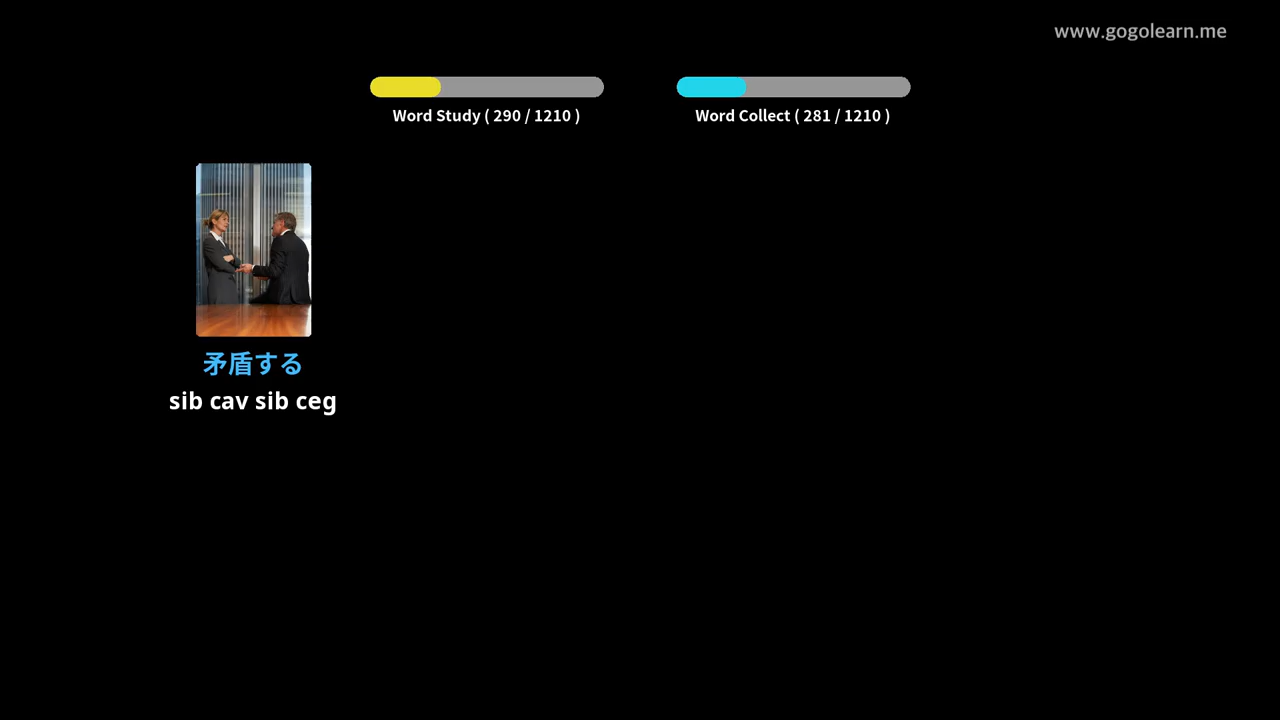 www.gogolearn.me
Word Study ( 290 / 1210 )
Word Collect ( 281 / 1210 )
矛盾する
sib cav sib ceg